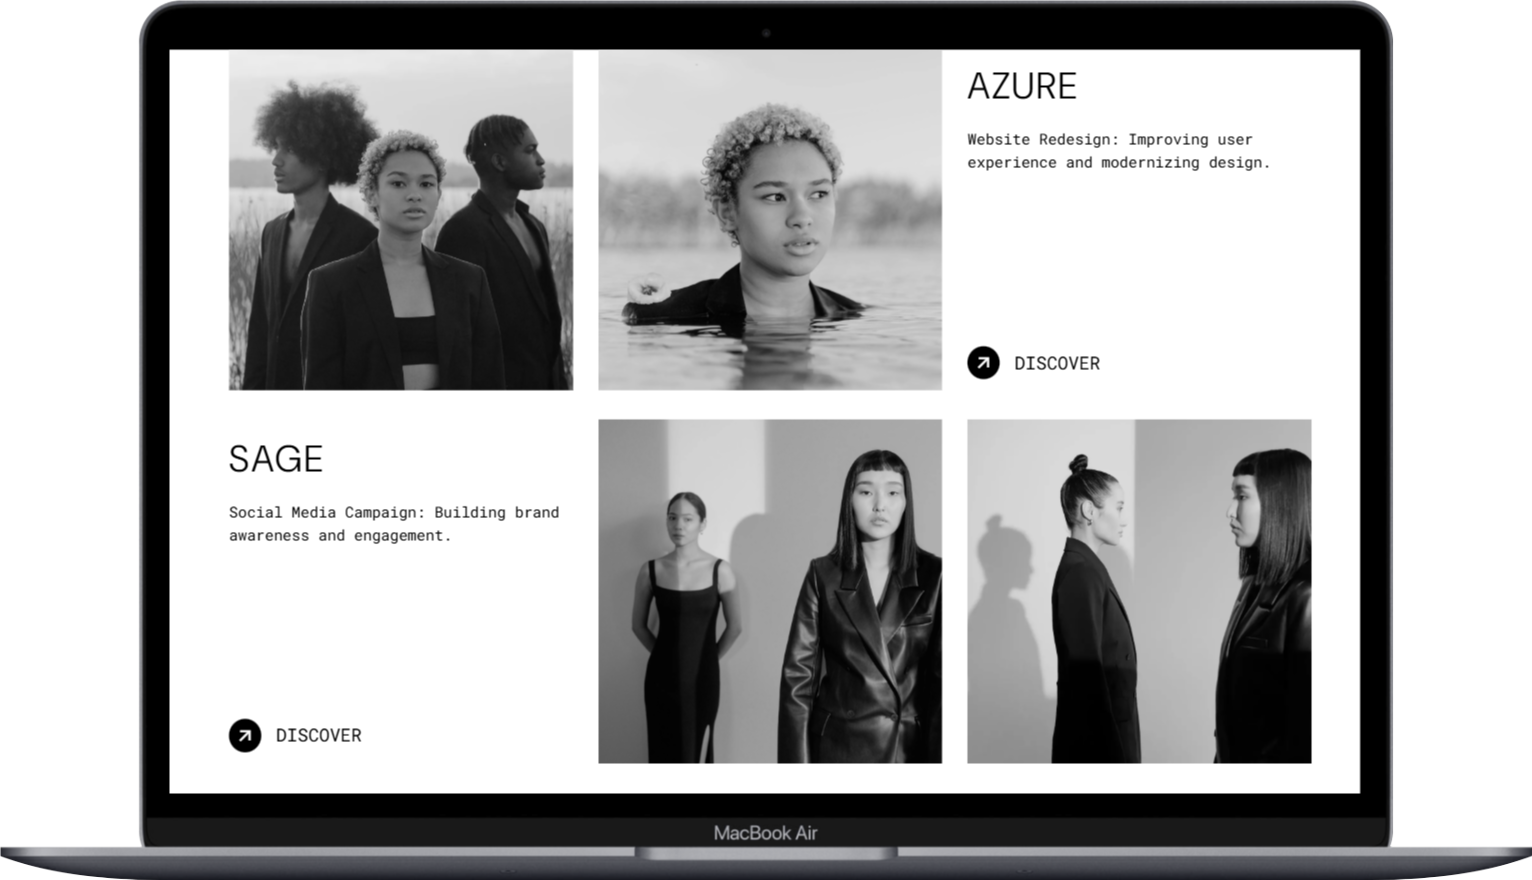 AZURE
Website Redesign: Improving user
experience and modernizing design.
DISCOVER
SAGE
Social Media Campaign: Building brand
awareness and engagement.
DISCOVER
MacBook Air